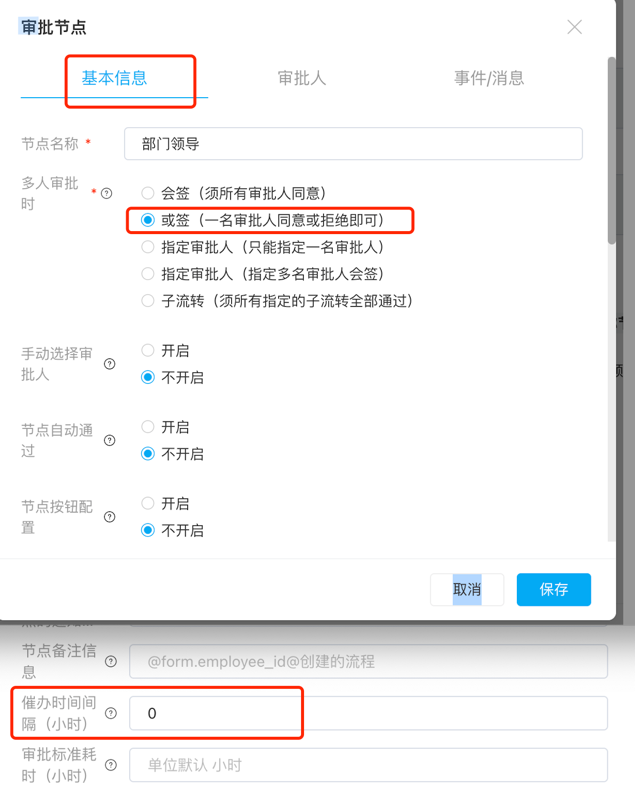 审批节点
基本信息
审批人
事件/消息
节点名称 *
部门领导
多人审批
时
* ?
会签（须所有审批人同意）
或签（一名审批人同意或拒绝即可）
指定审批人（只能指定一名审批人）
指定审批人（指定多名审批人会签）
子流转（须所有指定的子流转全部通过）
手动选择审
批人
?
开启
不开启
节点自动通
过
?
开启
不开启
节点按钮配
置
?
开启
不开启
取消
保存
节点备注信
息
?
@form.employee_id@创建的流程
催办时间间
隔（小时）
?
0
审批标准耗
时（小时）
?
单位默认 小时